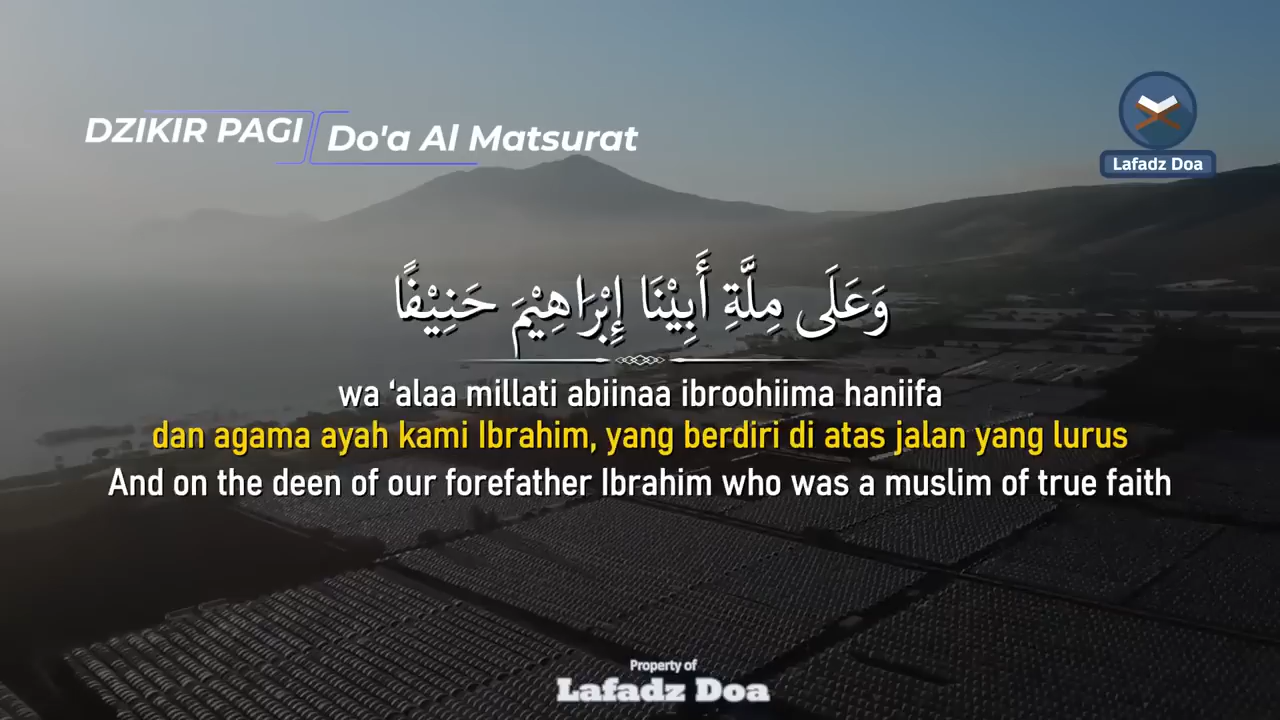 DZIKIR PAGI
Do'a Al Matsurat
Lafadz Doa
وَعَلَى مِلَّةِ أَبِيْنَا إِبْرَاهِيْمَ حَنِيْفًا
wa ‘alaa millati abiinaa ibroohiima haniifa
dan agama ayah kami Ibrahim, yang berdiri di atas jalan yang lurus
And on the deen of our forefather Ibrahim who was a muslim of true faith
Property of
Lafadz Doa